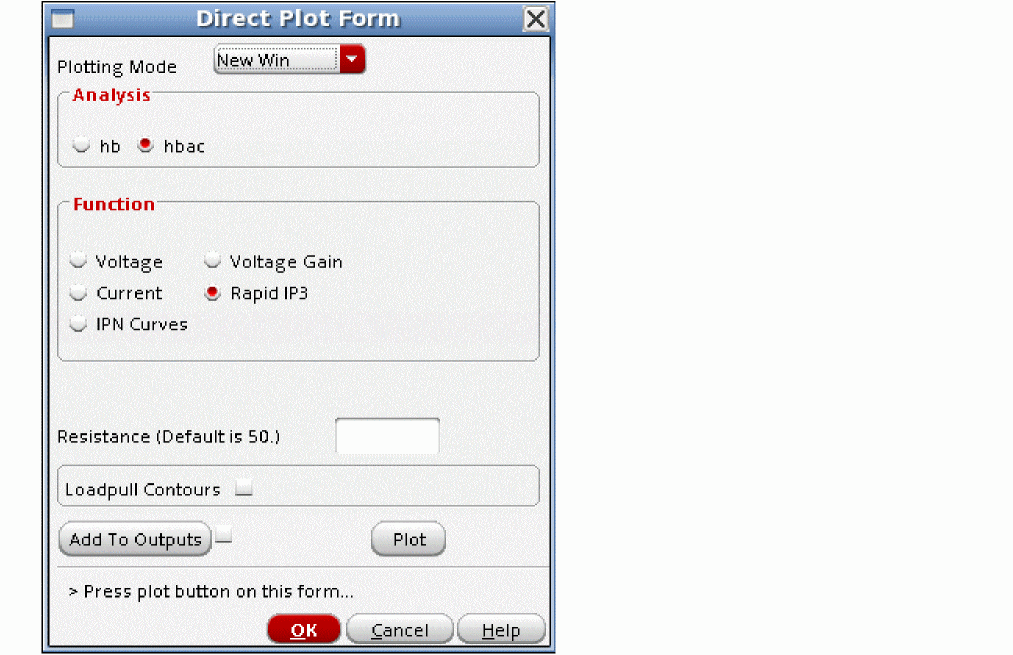 Direct Plot Form
Plotting Mode New Win
Analysis
hb hbac
Function
Voltage Voltage Gain
Current Rapid IP3
IPN Curves
Resistance (Default is 50.)
Loadpull Contours
Add To Outputs Plot
> Press plot button on this form...
OK Cancel Help